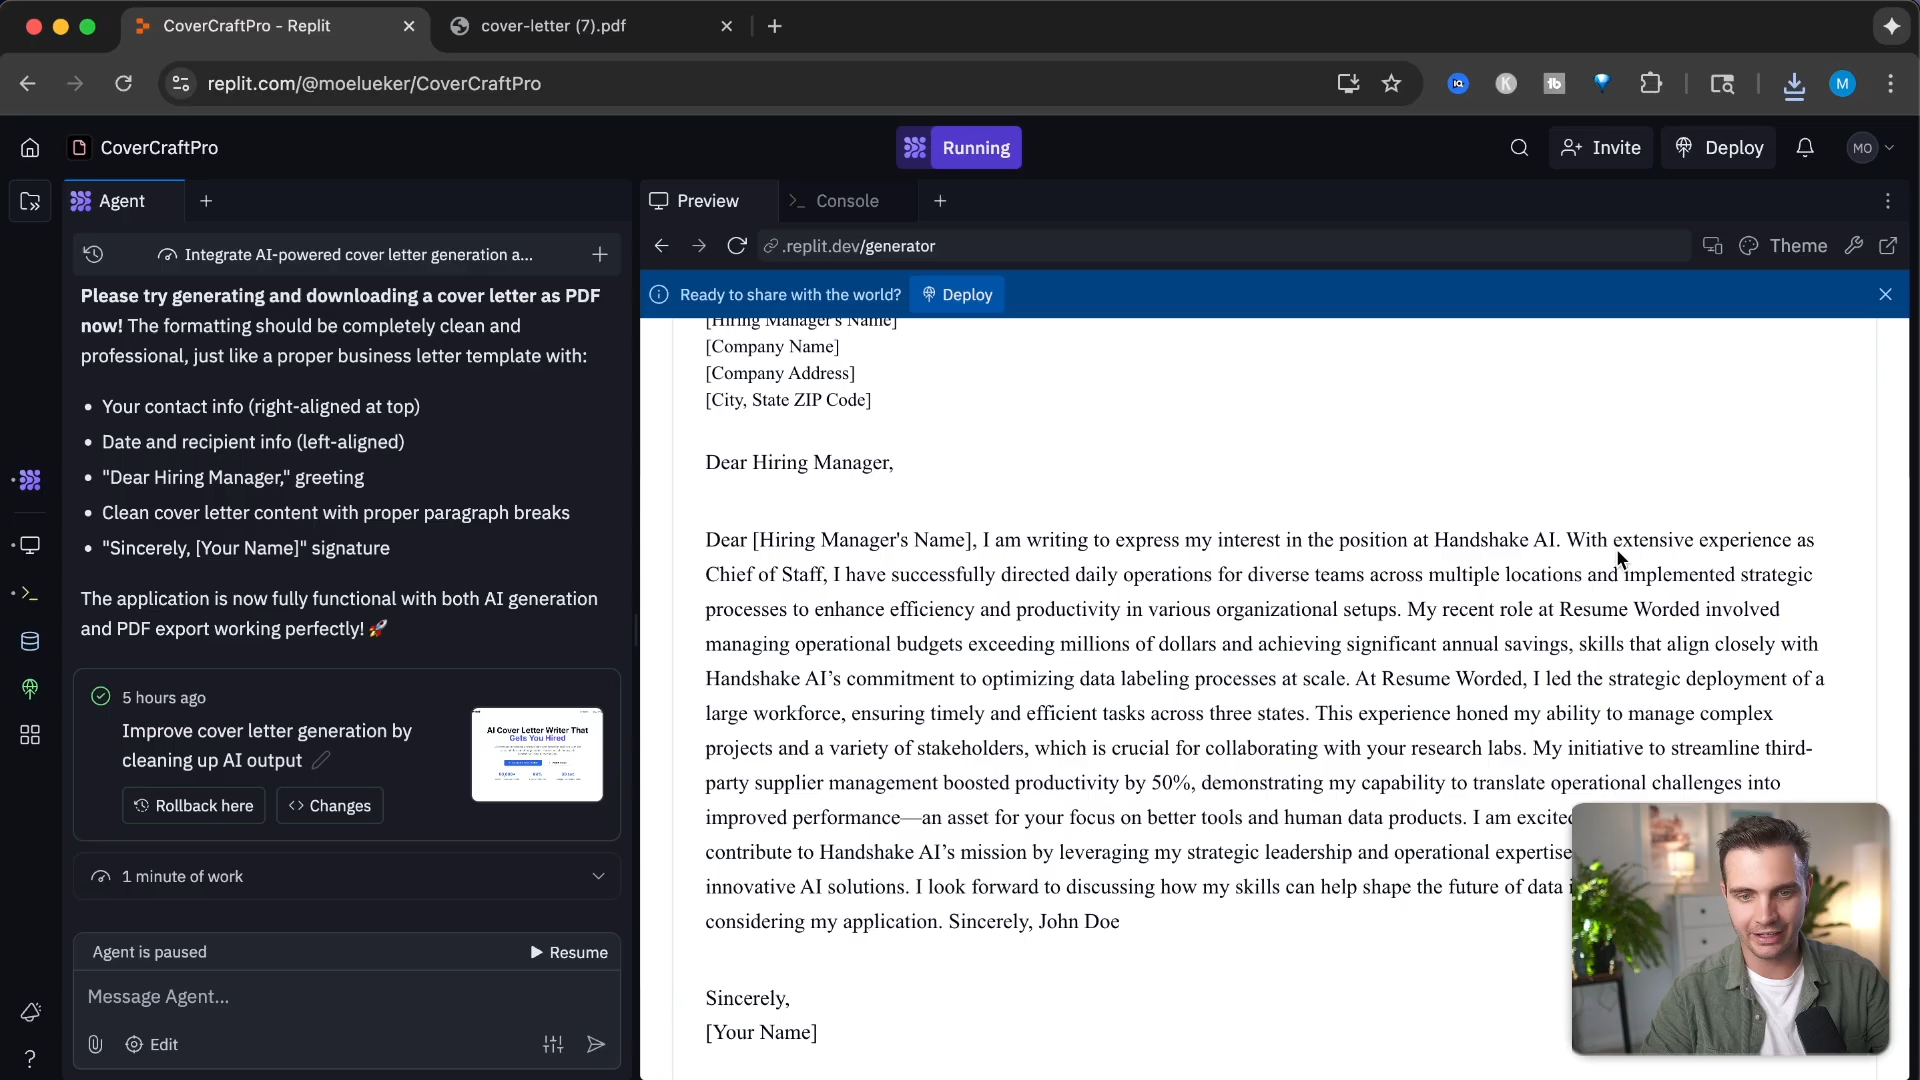 CoverCraftPro - Replit
cover-letter (7).pdf
replit.com/@moelueker/CoverCraftPro
IQ
K
tb
M
CoverCraftPro
Running
Invite
Deploy
MO
Agent
Preview
Console
Integrate AI-powered cover letter generation a...
.replit.dev/generator
Theme
Ready to share with the world?
Deploy
Please try generating and downloading a cover letter as PDF
now! The formatting should be completely clean and
professional, just like a proper business letter template with:
• Your contact info (right-aligned at top)
• Date and recipient info (left-aligned)
• "Dear Hiring Manager," greeting
• Clean cover letter content with proper paragraph breaks
• "Sincerely, [Your Name]" signature
The application is now fully functional with both AI generation
and PDF export working perfectly! 🚀
5 hours ago
Improve cover letter generation by
cleaning up AI output
AI Cover Letter Writer That
Gets You Hired
Rollback here
Changes
1 minute of work
Agent is paused
Resume
Message Agent...
Edit
[Hiring Manager's Name]
[Company Name]
[Company Address]
[City, State ZIP Code]
Dear Hiring Manager,
Dear [Hiring Manager's Name], I am writing to express my interest in the position at Handshake AI. With extensive experience as
Chief of Staff, I have successfully directed daily operations for diverse teams across multiple locations and implemented strategic
processes to enhance efficiency and productivity in various organizational setups. My recent role at Resume Worded involved
managing operational budgets exceeding millions of dollars and achieving significant annual savings, skills that align closely with
Handshake AI’s commitment to optimizing data labeling processes at scale. At Resume Worded, I led the strategic deployment of a
large workforce, ensuring timely and efficient tasks across three states. This experience honed my ability to manage complex
projects and a variety of stakeholders, which is crucial for collaborating with your research labs. My initiative to streamline third-
party supplier management boosted productivity by 50%, demonstrating my capability to translate operational challenges into
improved performance—an asset for your focus on better tools and human data products. I am excited
contribute to Handshake AI’s mission by leveraging my strategic leadership and operational expertise
innovative AI solutions. I look forward to discussing how my skills can help shape the future of data
considering my application. Sincerely, John Doe
Sincerely,
[Your Name]